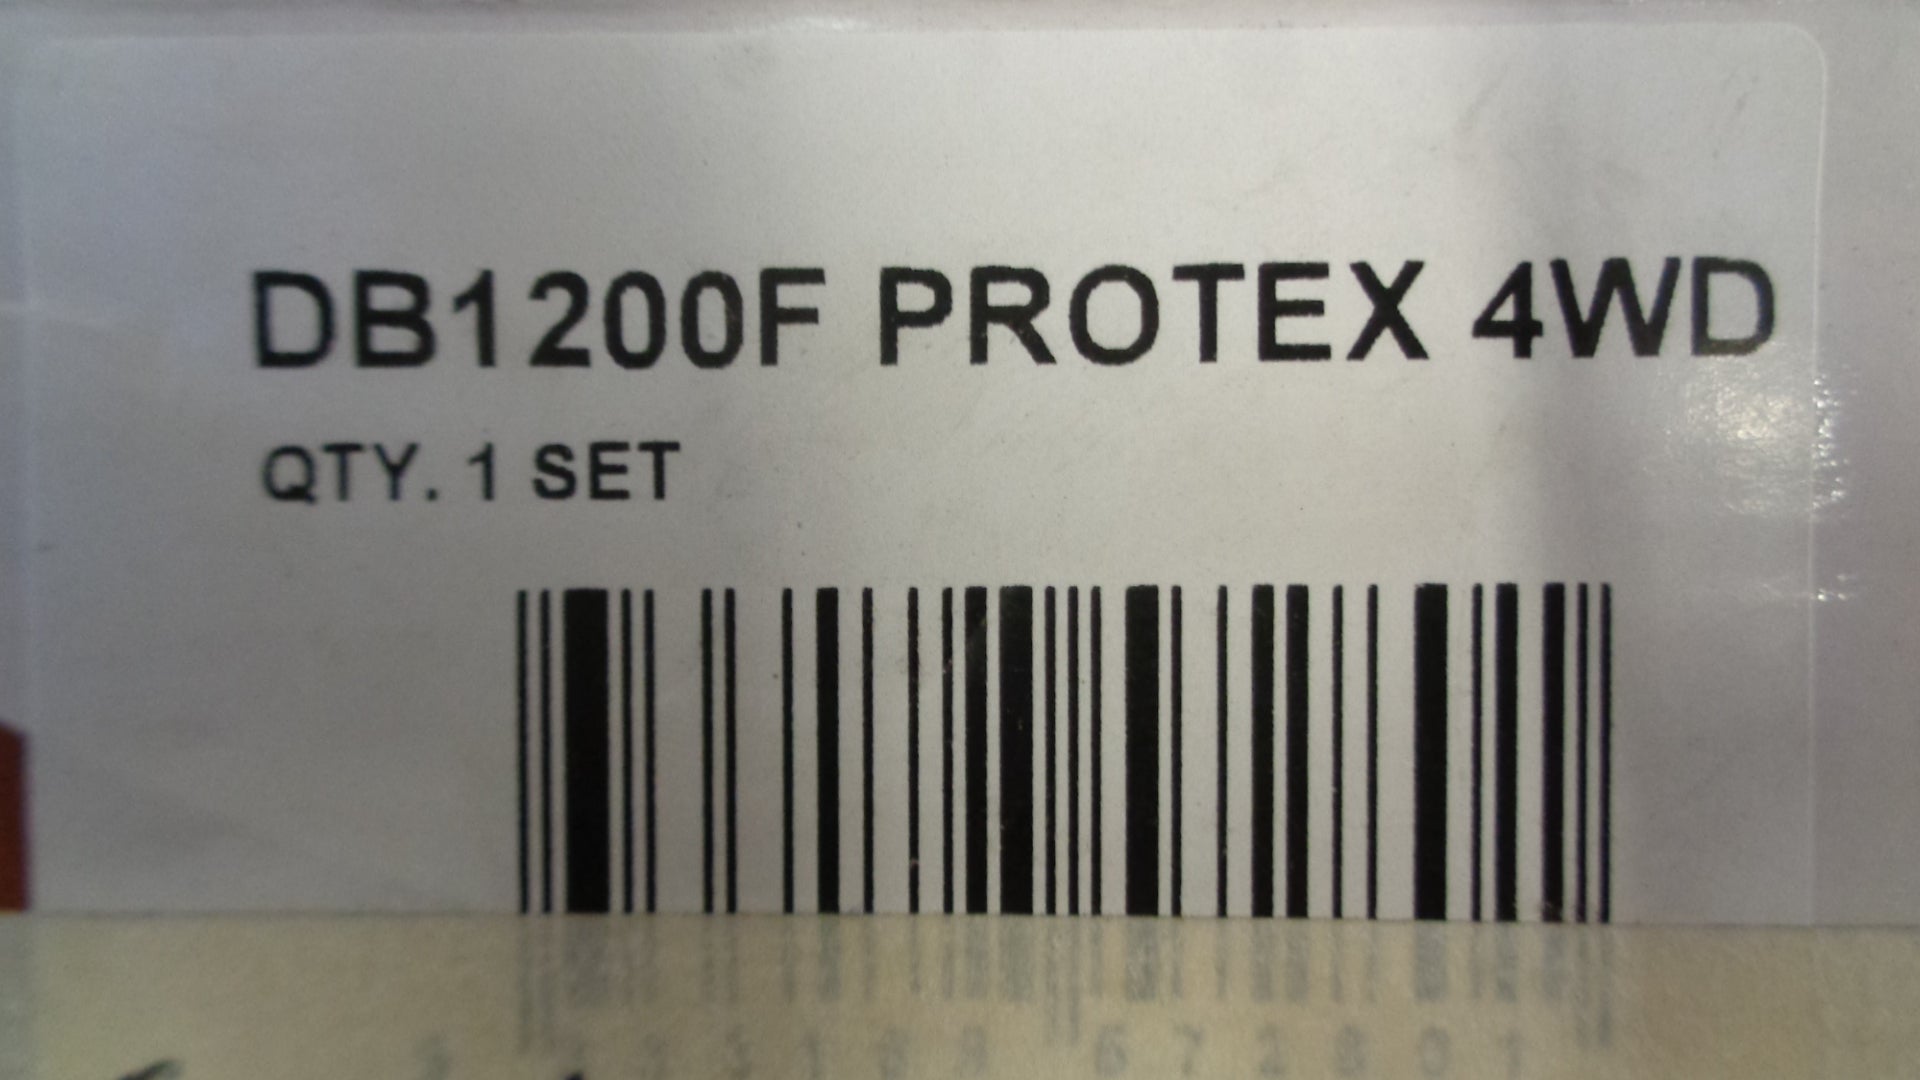 DB1200F PROTEX 4WD
QTY. 1 SET